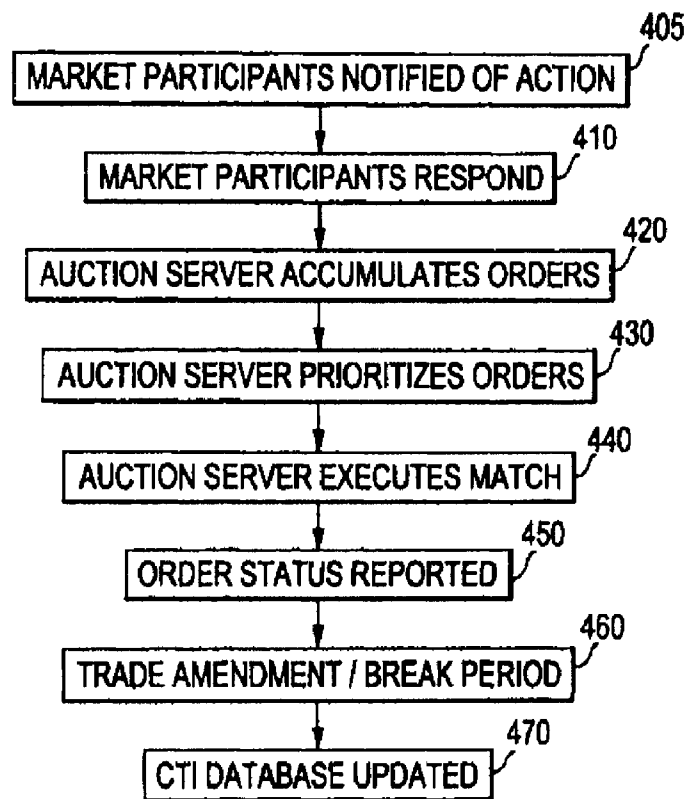 405
MARKET PARTICIPANTS NOTIFIED OF ACTION
410
MARKET PARTICIPANTS RESPOND
420
AUCTION SERVER ACCUMULATES ORDERS
430
AUCTION SERVER PRIORITIZES ORDERS
440
AUCTION SERVER EXECUTES MATCH
450
ORDER STATUS REPORTED
460
TRADE AMENDMENT / BREAK PERIOD
470
CTI DATABASE UPDATED